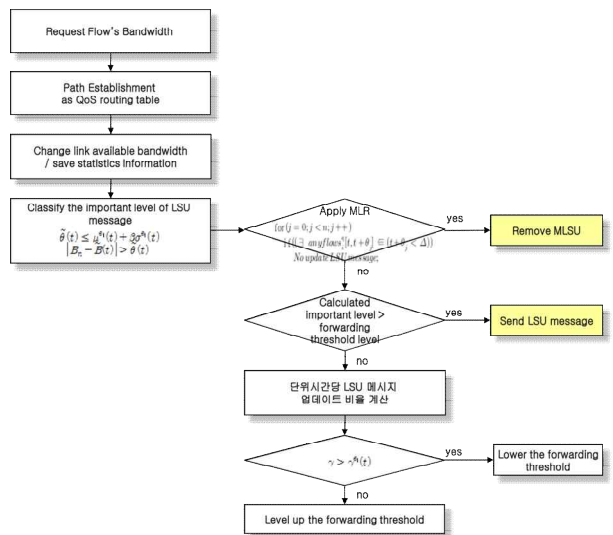 Request Flow's Bandwidth
Path Establishment
as QoS routing table
Change link available bandwidth
/ save statistics information
Classify the important level of LSU
message
Apply MLR
for (j = 0; j < n; j++)
No update LSU message;
yes
Remove MLSU
no
Calculated
important level >
forwarding
threshold level
yes
Send LSU message
no
단위시간당 LSU 메시지
업데이트 비율 계산
yes
Lower the forwarding
threshold
no
Level up the forwarding threshold